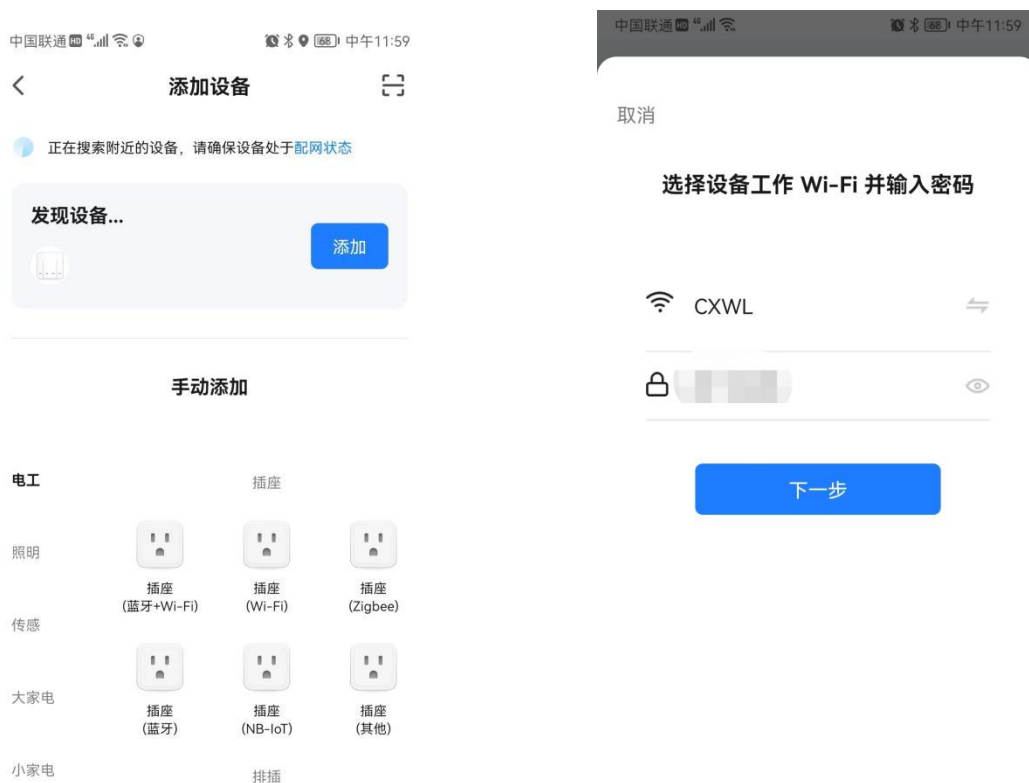 中国联通 HD 4G 68 中午11:59
添加设备
正在搜索附近的设备，请确保设备处于配网状态
发现设备...
添加
手动添加
电工
照明
传感
大家电
小家电
插座
插座
(蓝牙+Wi-Fi)
插座
(Wi-Fi)
插座
(Zigbee)
插座
(蓝牙)
插座
(NB-IoT)
插座
(其他)
排插
中国联通 HD 4G 68 中午11:59
取消
选择设备工作 Wi-Fi 并输入密码
CXWL
下一步